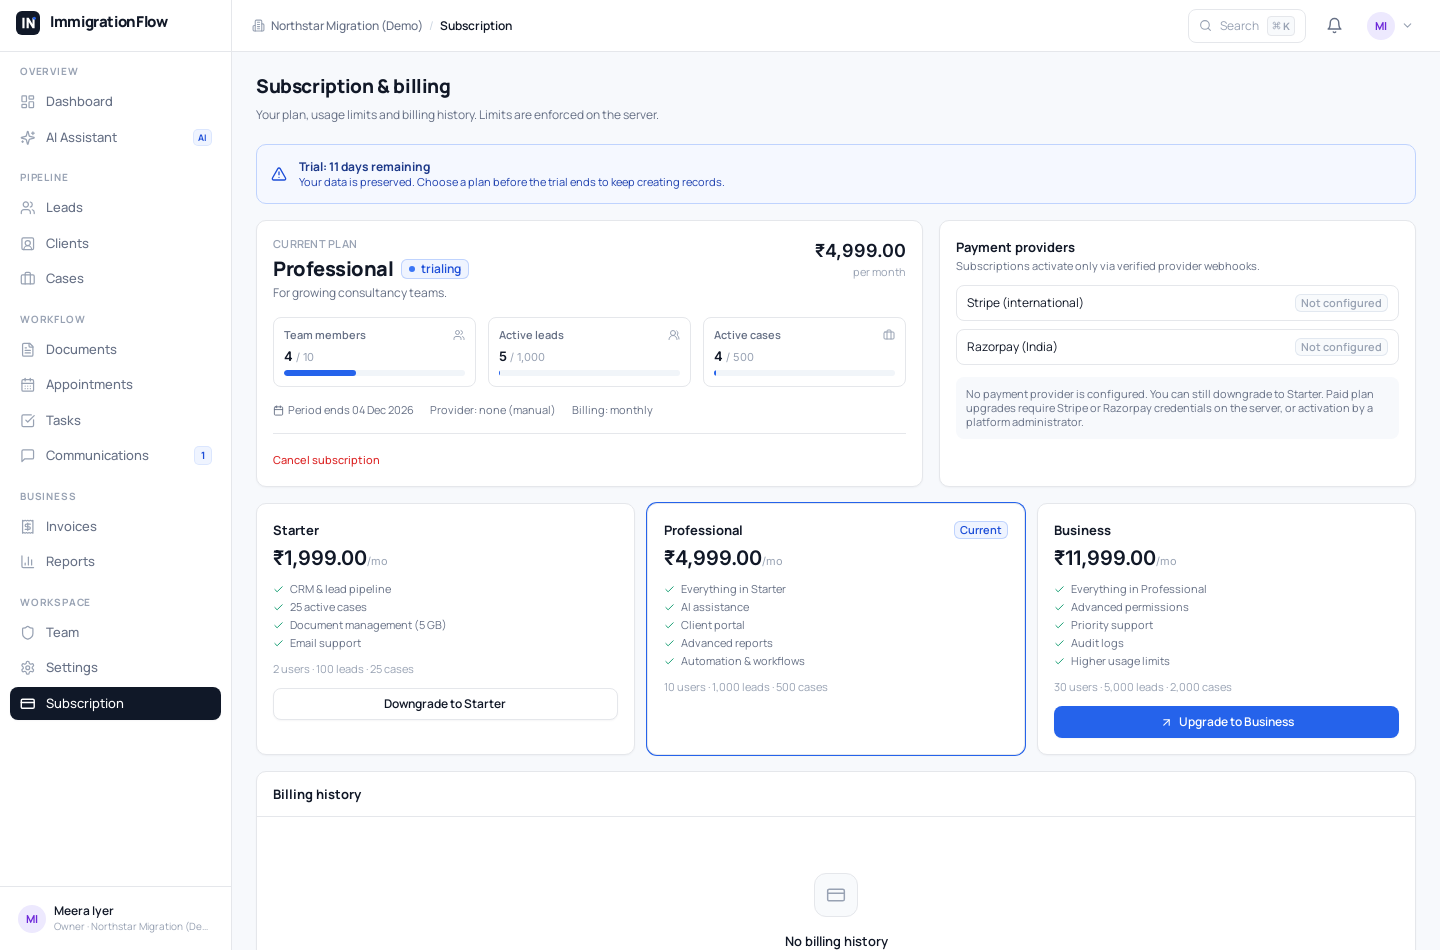 IN ImmigrationFlow
Northstar Migration (Demo) / Subscription
Search ⌘K
MI
OVERVIEW
Dashboard
AI Assistant AI
PIPELINE
Leads
Clients
Cases
WORKFLOW
Documents
Appointments
Tasks
Communications 1
BUSINESS
Invoices
Reports
WORKSPACE
Team
Settings
Subscription
MI
Meera Iyer
Owner · Northstar Migration (De...
Subscription & billing
Your plan, usage limits and billing history. Limits are enforced on the server.
Trial: 11 days remaining
Your data is preserved. Choose a plan before the trial ends to keep creating records.
CURRENT PLAN
Professional trialing
For growing consultancy teams.
₹4,999.00
per month
Team members
4 / 10
Active leads
5 / 1,000
Active cases
4 / 500
Period ends 04 Dec 2026 Provider: none (manual) Billing: monthly
Cancel subscription
Payment providers
Subscriptions activate only via verified provider webhooks.
Stripe (international) Not configured
Razorpay (India) Not configured
No payment provider is configured. You can still downgrade to Starter. Paid plan
upgrades require Stripe or Razorpay credentials on the server, or activation by a
platform administrator.
Starter
₹1,999.00/mo
CRM & lead pipeline
25 active cases
Document management (5 GB)
Email support
2 users · 100 leads · 25 cases
Downgrade to Starter
Professional Current
₹4,999.00/mo
Everything in Starter
AI assistance
Client portal
Advanced reports
Automation & workflows
10 users · 1,000 leads · 500 cases
Business
₹11,999.00/mo
Everything in Professional
Advanced permissions
Priority support
Audit logs
Higher usage limits
30 users · 5,000 leads · 2,000 cases
Upgrade to Business
Billing history
No billing history